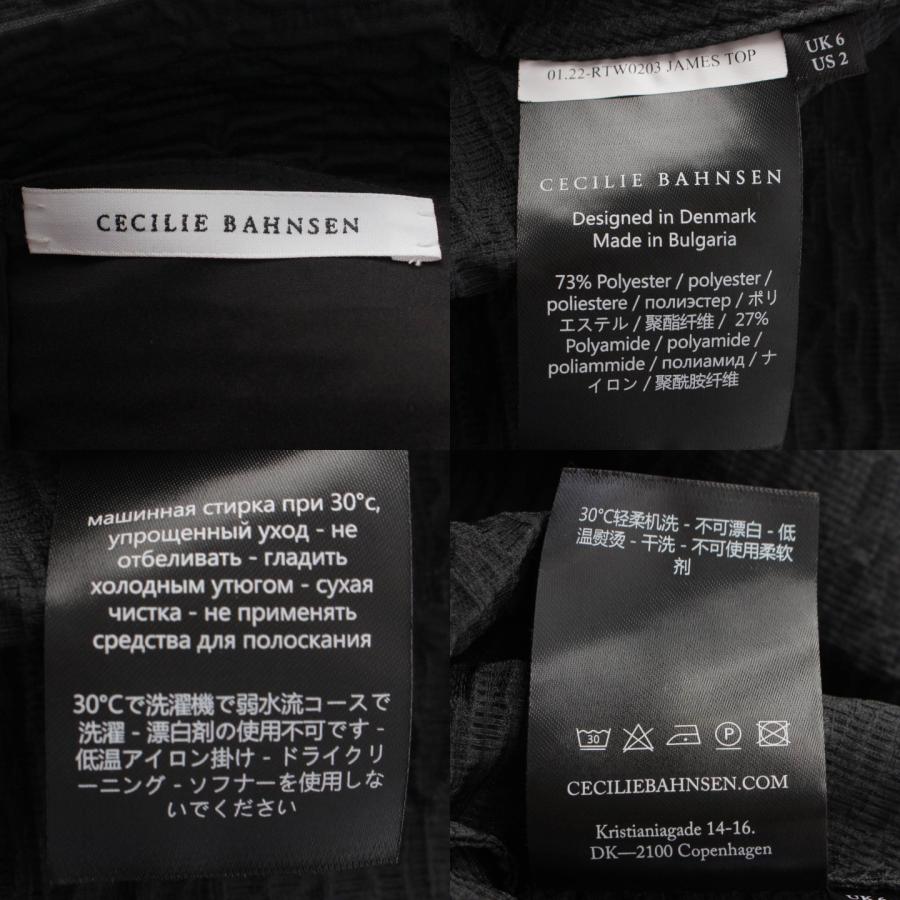 CECILIE BAHNSEN
01.22-RTW0203 JAMES TOP
UK 6
US 2
CECILIE BAHNSEN
Designed in Denmark
Made in Bulgaria
73% Polyester / polyester /
poliestere / полиэстер / ポリ
エステル / 聚酯纤维 / 27%
Polyamide / polyamide /
poliammide / полиамид / ナ
イロン / 聚酰胺纤维
машинная стирка при 30°c,
упрощенный уход - не
отбеливать - гладить
холодным утюгом - сухая
чистка - не применять
средства для полоскания
30°Cで洗濯機で弱水流コースで
洗濯 - 漂白剤の使用不可です -
低温アイロン掛け - ドライクリ
ーニング - ソフナーを使用しな
いでください
30°C轻柔机洗 - 不可漂白 - 低
温熨烫 - 干洗 - 不可使用柔软
剂
30
P
CECILIEBAHNSEN.COM
Kristianiagade 14-16.
DK—2100 Copenhagen